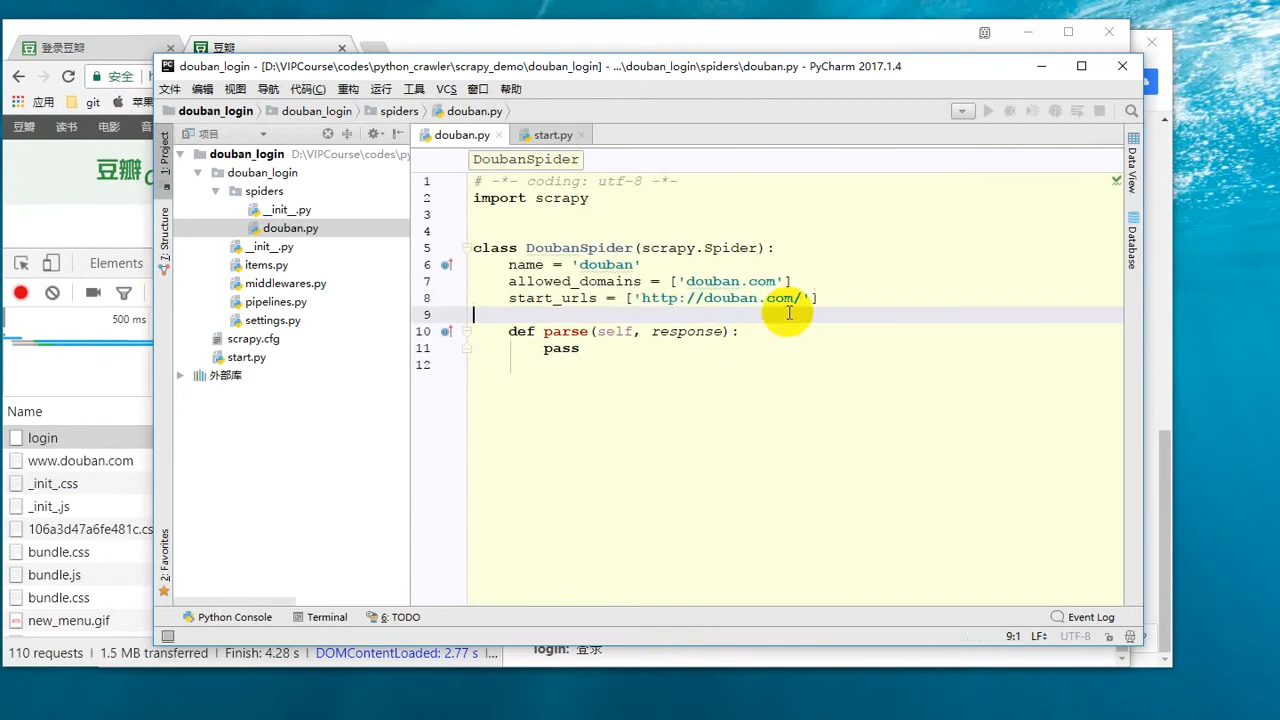 登录豆瓣
豆瓣
douban_login - [D:\VIPCourse\codes\python_crawler\scrapy_demo\douban_login] - ...\douban_login\spiders\douban.py - PyCharm 2017.1.4
安全
文件 编辑 视图 导航 代码(C) 重构 运行 工具 VCS 窗口 帮助
应用 git 苹果
douban_login douban_login spiders douban.py
豆瓣 读书 电影 音
项目
douban.py start.py
1: Project
douban_login D:\VIPCourse\codes\py
DoubanSpider
豆瓣
douban_login
1 # -*- coding: utf-8 -*-
spiders
2 import scrapy
__init__.py
3
douban.py
4
__init__.py
5 class DoubanSpider(scrapy.Spider):
items.py
6 name = 'douban'
middlewares.py
7 allowed_domains = ['douban.com']
pipelines.py
8 start_urls = ['http://douban.com/']
settings.py
9
start.py
10 def parse(self, response):
scrapy.cfg
11 pass
外部库
12
7: Structure
Data View
Database
Elements
500 ms
Name
login
www.douban.com
_init_.css
_init_.js
106a3d47a6fe481c.cs
bundle.css
bundle.js
bundle.css
new_menu.gif
2: Favorites
Python Console Terminal 6: TODO Event Log
9:1 LF÷ UTF-8
110 requests | 1.5 MB transferred | Finish: 4.28 s | DOMContentLoaded: 2.77 s |...
login: 登录